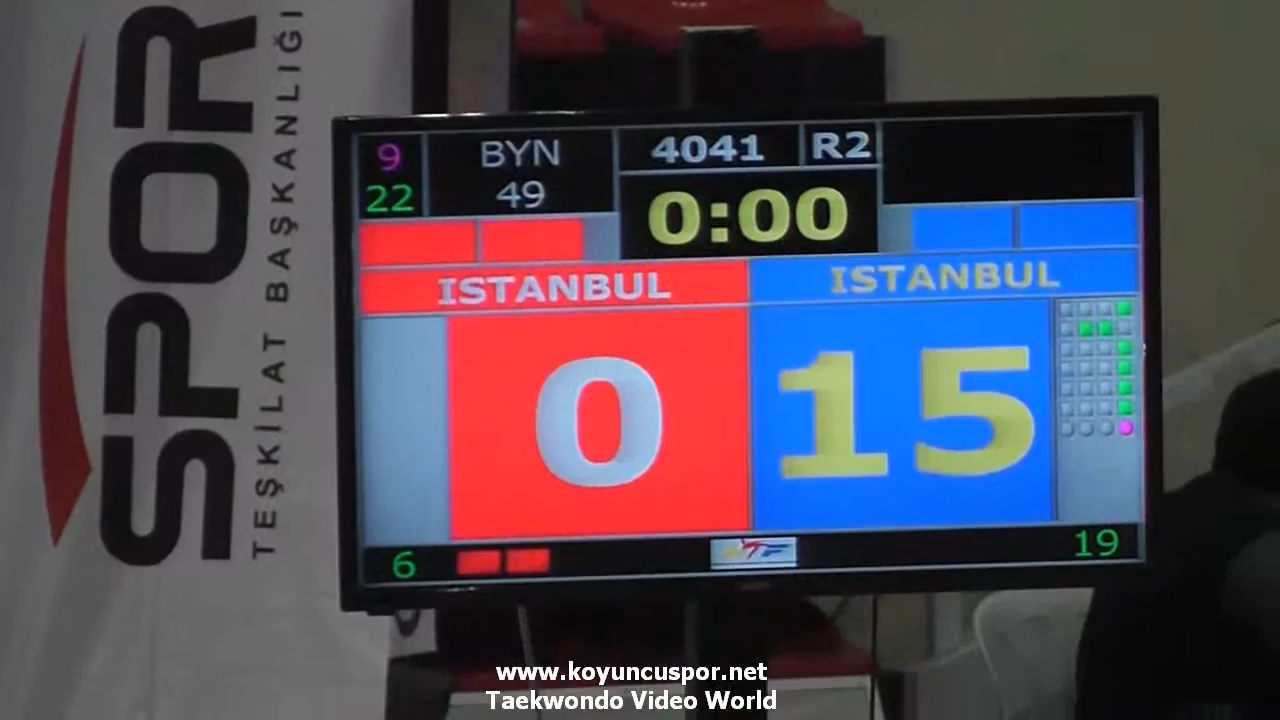 SPOR
TEŞKİLAT BAŞKANLIĞI
9 BYN 4041 R2
22 49 0:00
ISTANBUL ISTANBUL
0 15
6 19
www.koyuncuspor.net
Taekwondo Video World